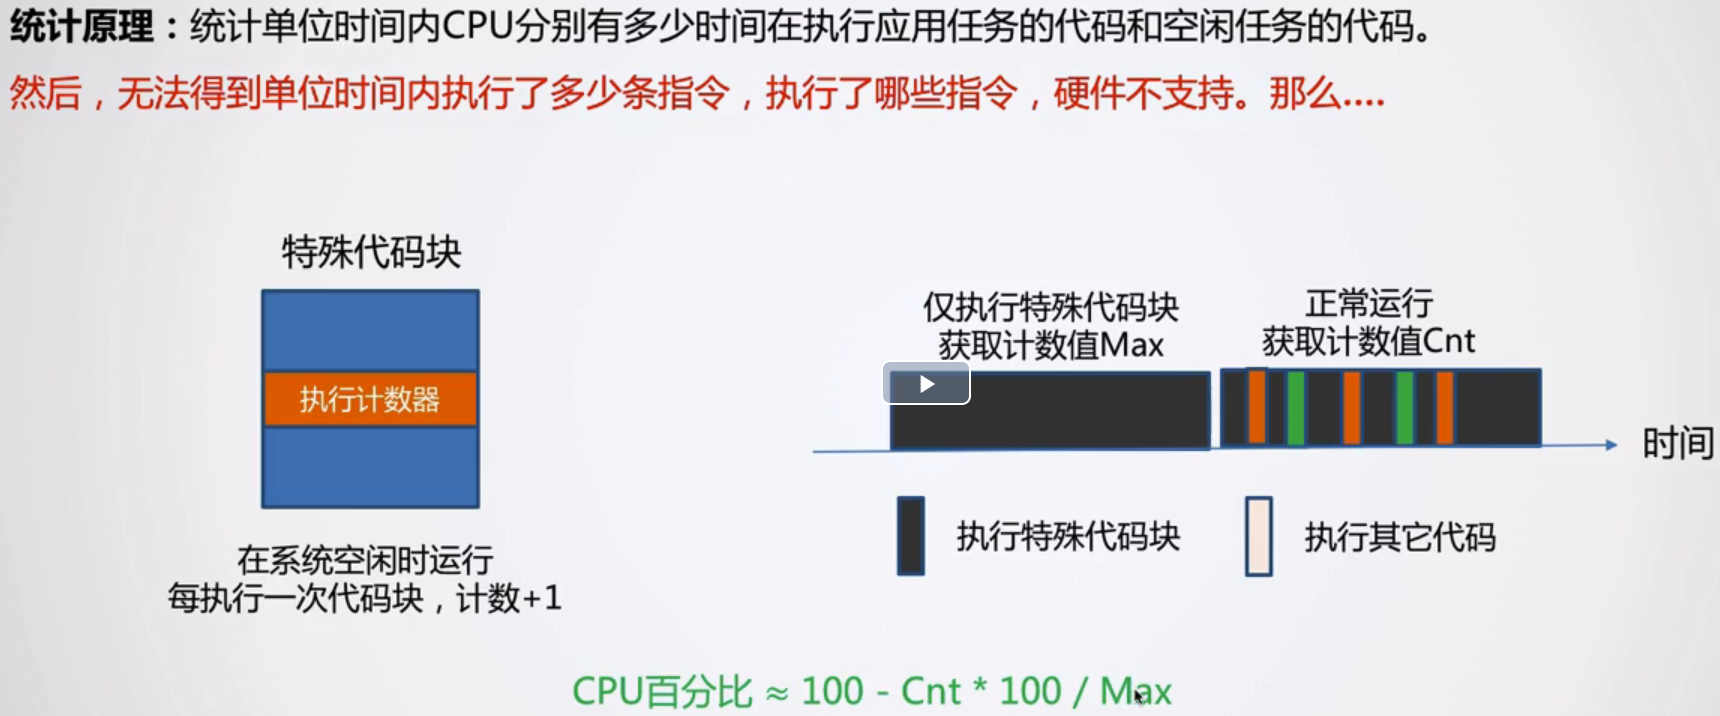 统计原理：统计单位时间内CPU分别有多少时间在执行应用任务的代码和空闲任务的代码。
然后，无法得到单位时间内执行了多少条指令，执行了哪些指令，硬件不支持。那么....
特殊代码块
执行计数器
在系统空闲时运行
每执行一次代码块，计数+1
仅执行特殊代码块
获取计数值Max
正常运行
获取计数值Cnt
时间
执行特殊代码块
执行其它代码
CPU百分比 ≈ 100 - Cnt * 100 / Max